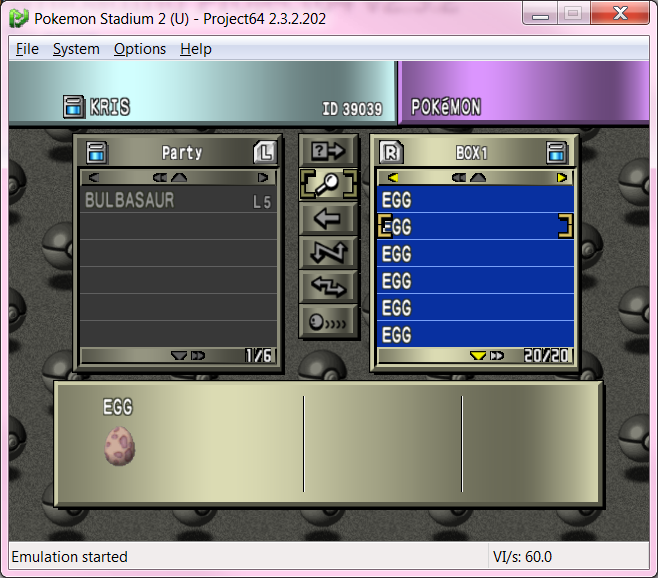 Pokemon Stadium 2 (U) - Project64 2.3.2.202
File System Options Help
KRIS ID 39039 POKéMON
Party L R BOX1
BULBASAUR L5
?
EGG
EGG
EGG
EGG
EGG
EGG
1/6 20/20
EGG
Emulation started VI/s: 60.0